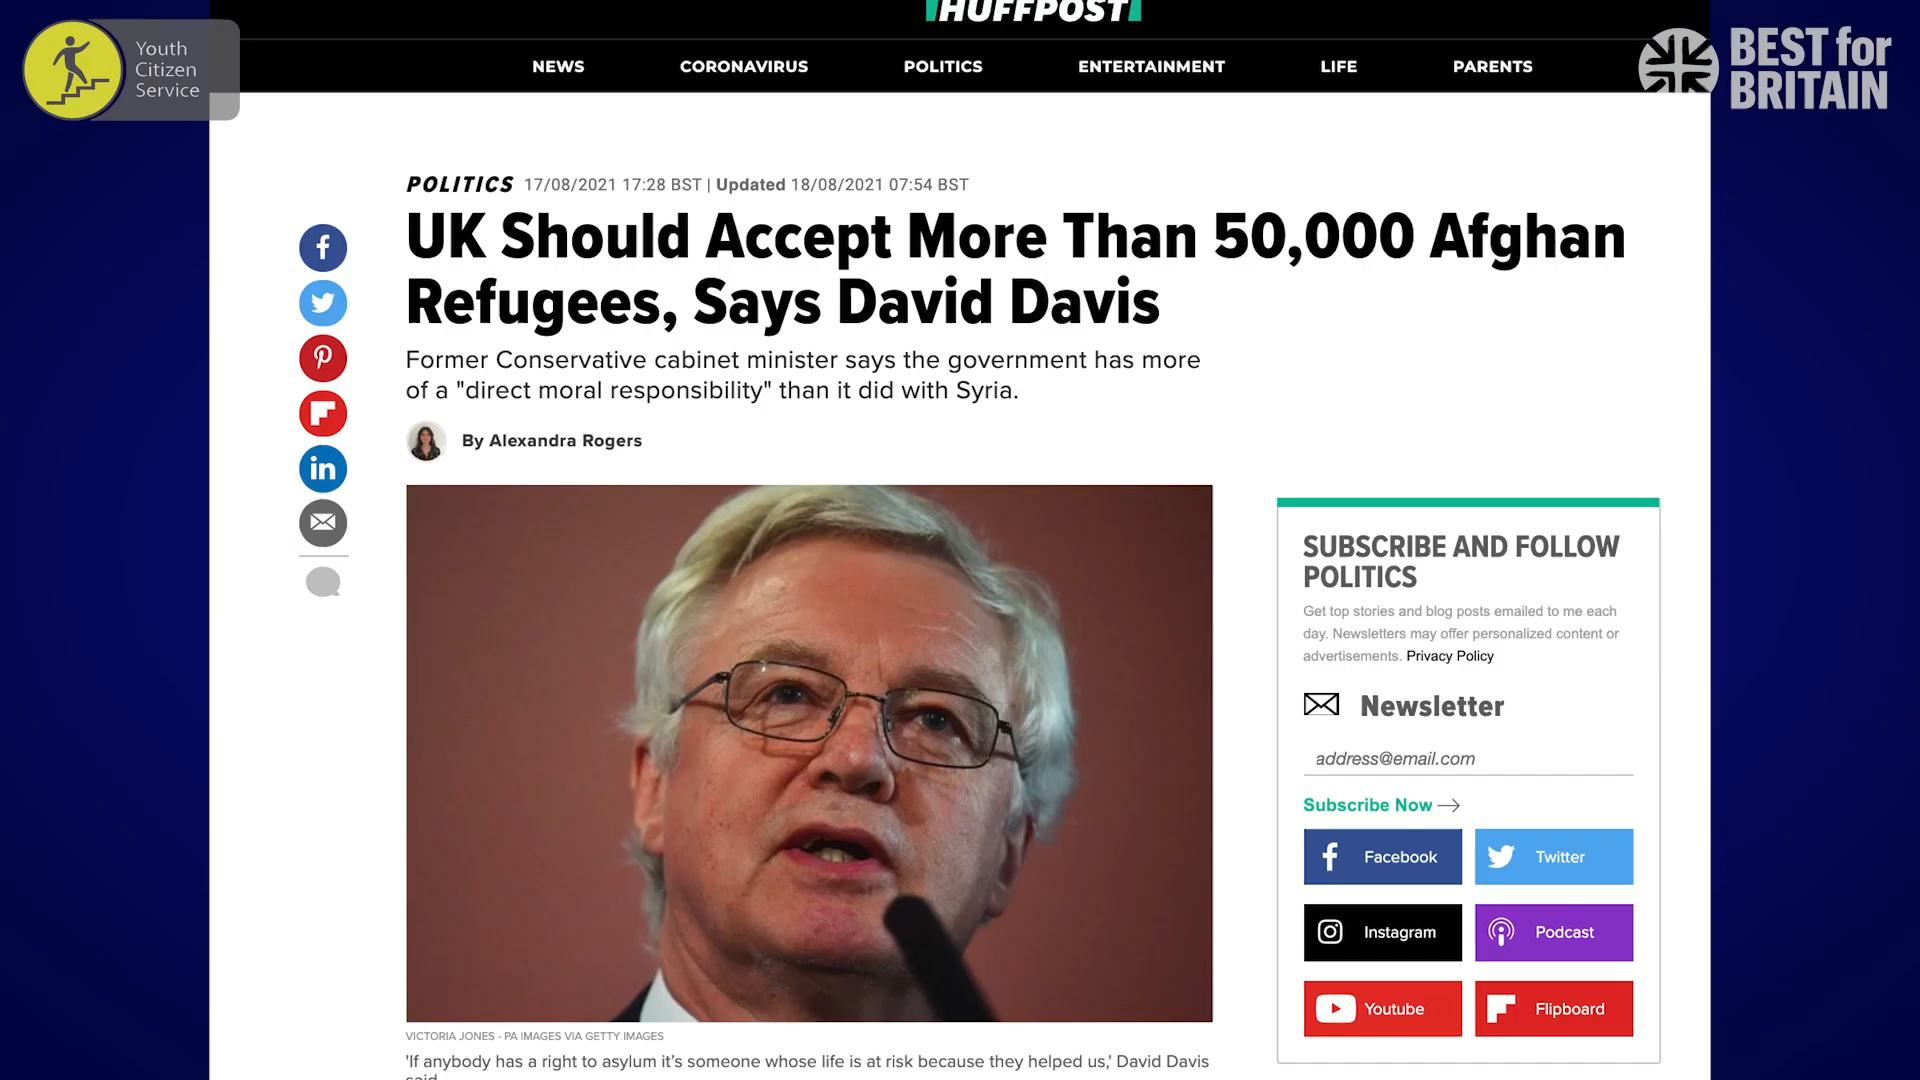 HUFFPOST
Youth
Citizen
Service
NEWS CORONAVIRUS POLITICS ENTERTAINMENT LIFE PARENTS
BEST for
BRITAIN
POLITICS 17/08/2021 17:28 BST | Updated 18/08/2021 07:54 BST
UK Should Accept More Than 50,000 Afghan
Refugees, Says David Davis
Former Conservative cabinet minister says the government has more
of a "direct moral responsibility" than it did with Syria.
By Alexandra Rogers
VICTORIA JONES - PA IMAGES VIA GETTY IMAGES
'If anybody has a right to asylum it’s someone whose life is at risk because they helped us,' David Davis
said
SUBSCRIBE AND FOLLOW
POLITICS
Get top stories and blog posts emailed to me each
day. Newsletters may offer personalized content or
advertisements. Privacy Policy
Newsletter
address@email.com
Subscribe Now
Facebook
Twitter
Instagram
Podcast
Youtube
Flipboard